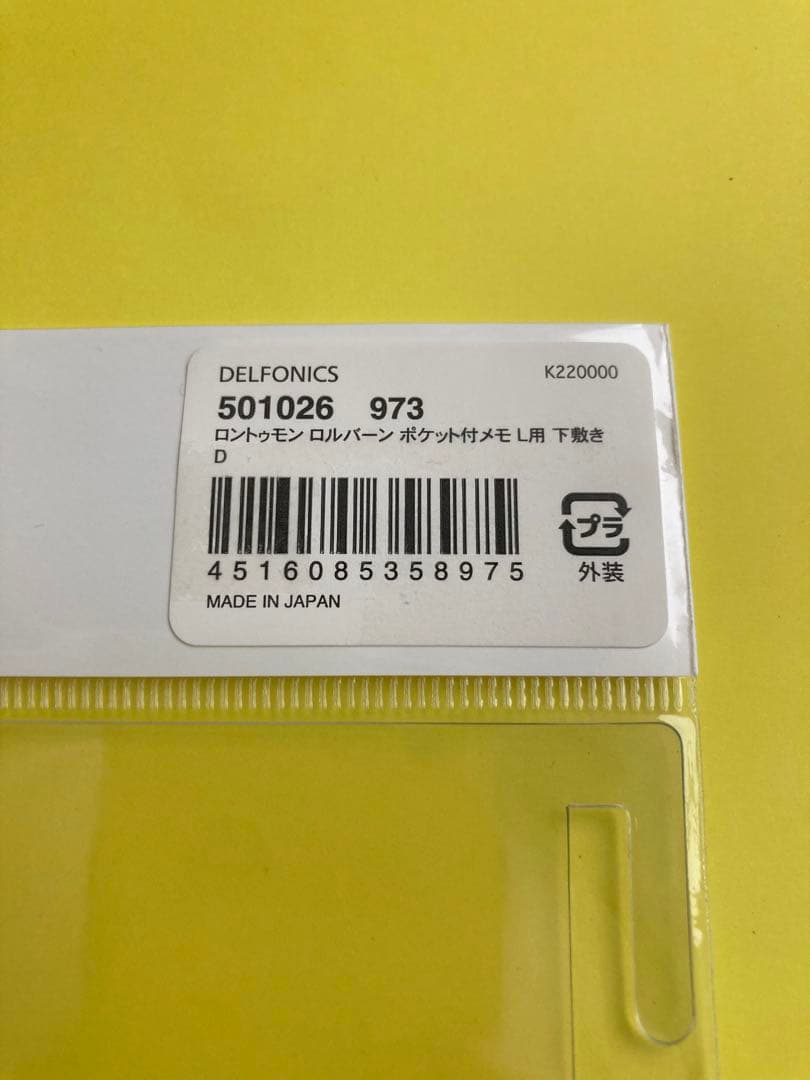 DELFONICS K220000
501026 973
ロントゥモン ロルバーン ポケット付メモ L用 下敷き
D
プラ
4516085358975
外装
MADE IN JAPAN